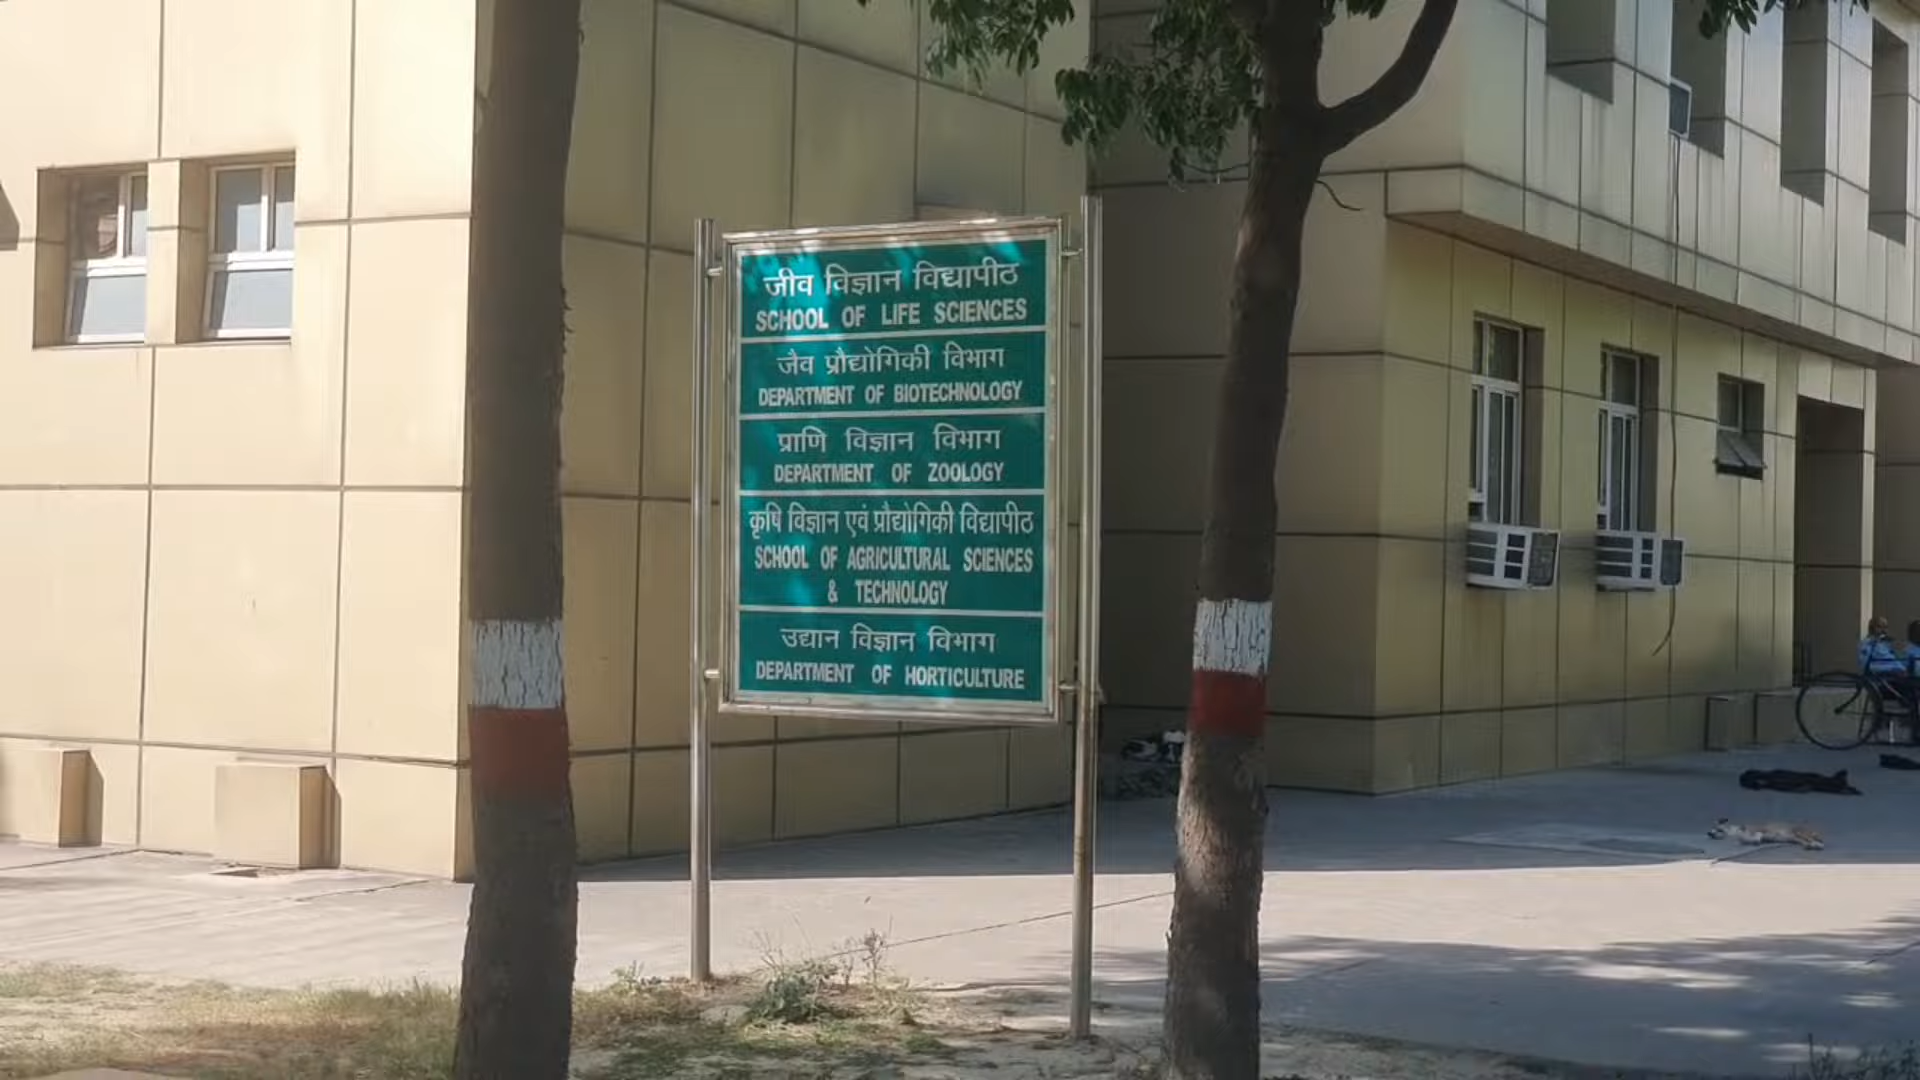 जीव विज्ञान विद्यापीठ
SCHOOL OF LIFE SCIENCES
जैव प्रौद्योगिकी विभाग
DEPARTMENT OF BIOTECHNOLOGY
प्राणि विज्ञान विभाग
DEPARTMENT OF ZOOLOGY
कृषि विज्ञान एवं प्रौद्योगिकी विद्यापीठ
SCHOOL OF AGRICULTURAL SCIENCES
& TECHNOLOGY
उद्यान विज्ञान विभाग
DEPARTMENT OF HORTICULTURE